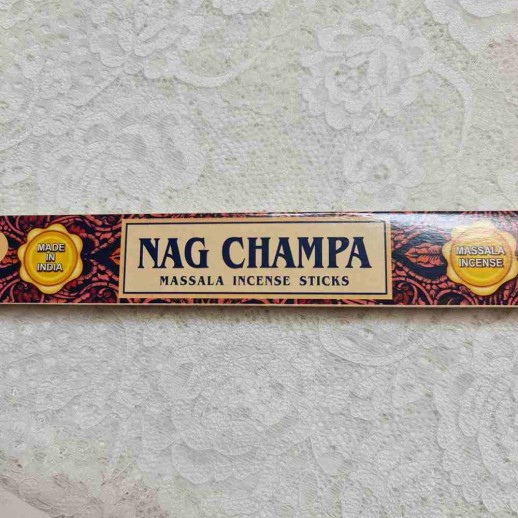 MADE
IN
INDIA
NAG CHAMPA
MASSALA INCENSE STICKS
MASSALA
INCENSE